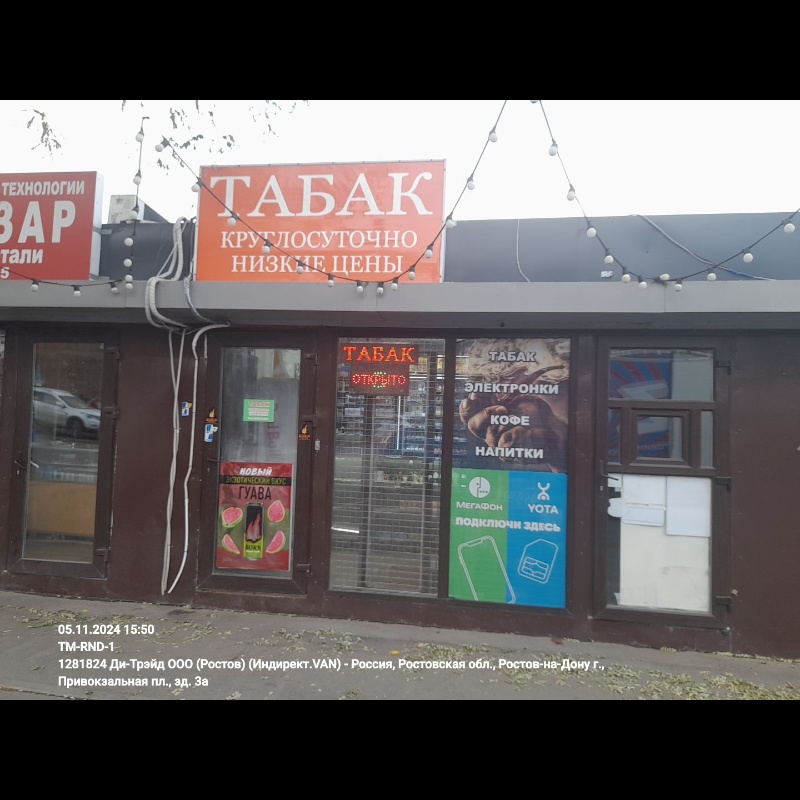 ТЕХНОЛОГИИ
ЗАР
тали
5
ТАБАК
КРУГЛОСУТОЧНО
НИЗКИЕ ЦЕНЫ
ТАБАК
ОТКРЫТО
ТАБАК
ЭЛЕКТРОНКИ
КОФЕ
НАПИТКИ
НОВЫЙ
ЭКЗОТИЧЕСКИЙ ВКУС
ГУАВА
МЕГАФОН
YOTA
ПОДКЛЮЧИ ЗДЕСЬ
05.11.2024 15:50
TM-RND-1
1281824 Ди-Трэйд ООО (Ростов) (Индирект.VAN) - Россия, Ростовская обл., Ростов-на-Дону г.,
Привокзальная пл., зд. 3а